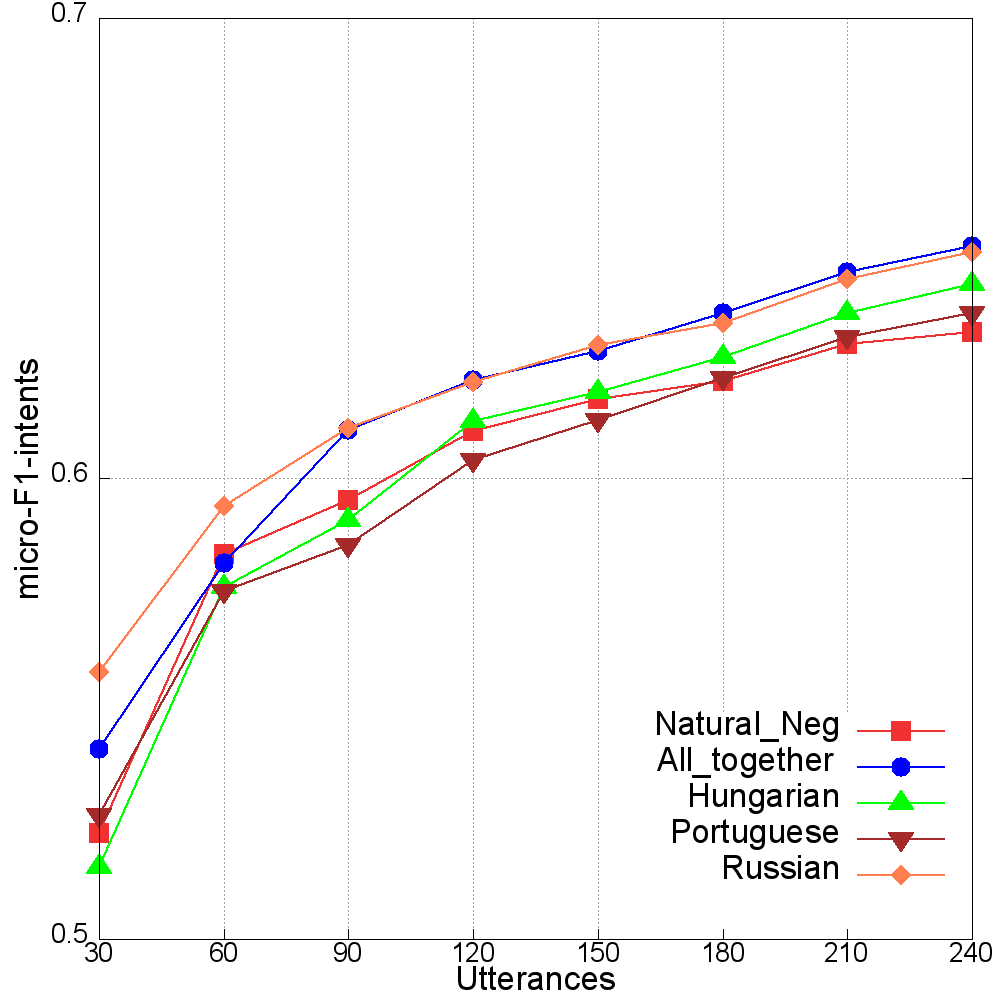 0.7
0.6
0.5
micro-F1-intents
Natural_Neg
All_together
Hungarian
Portuguese
Russian
30 60 90 120 150 180 210 240
Utterances